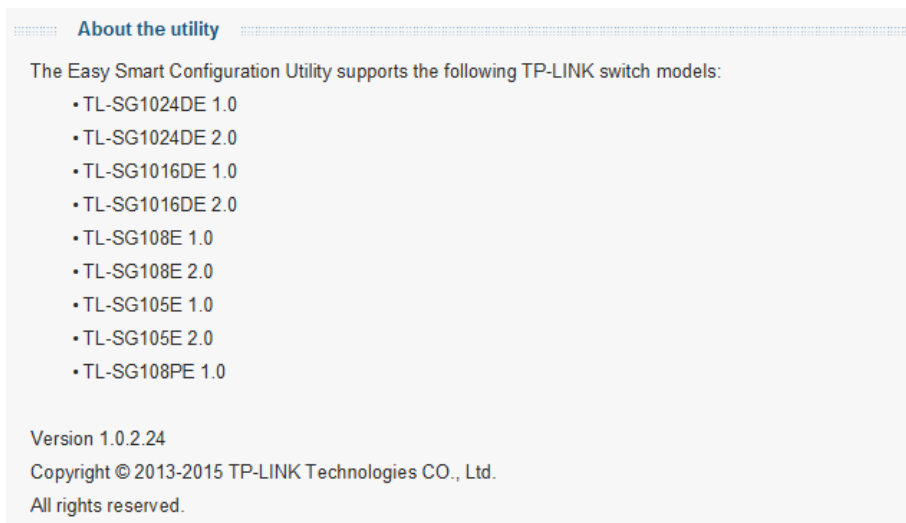 About the utility
The Easy Smart Configuration Utility supports the following TP-LINK switch models:
• TL-SG1024DE 1.0
• TL-SG1024DE 2.0
• TL-SG1016DE 1.0
• TL-SG1016DE 2.0
• TL-SG108E 1.0
• TL-SG108E 2.0
• TL-SG105E 1.0
• TL-SG105E 2.0
• TL-SG108PE 1.0
Version 1.0.2.24
Copyright © 2013-2015 TP-LINK Technologies CO., Ltd.
All rights reserved.